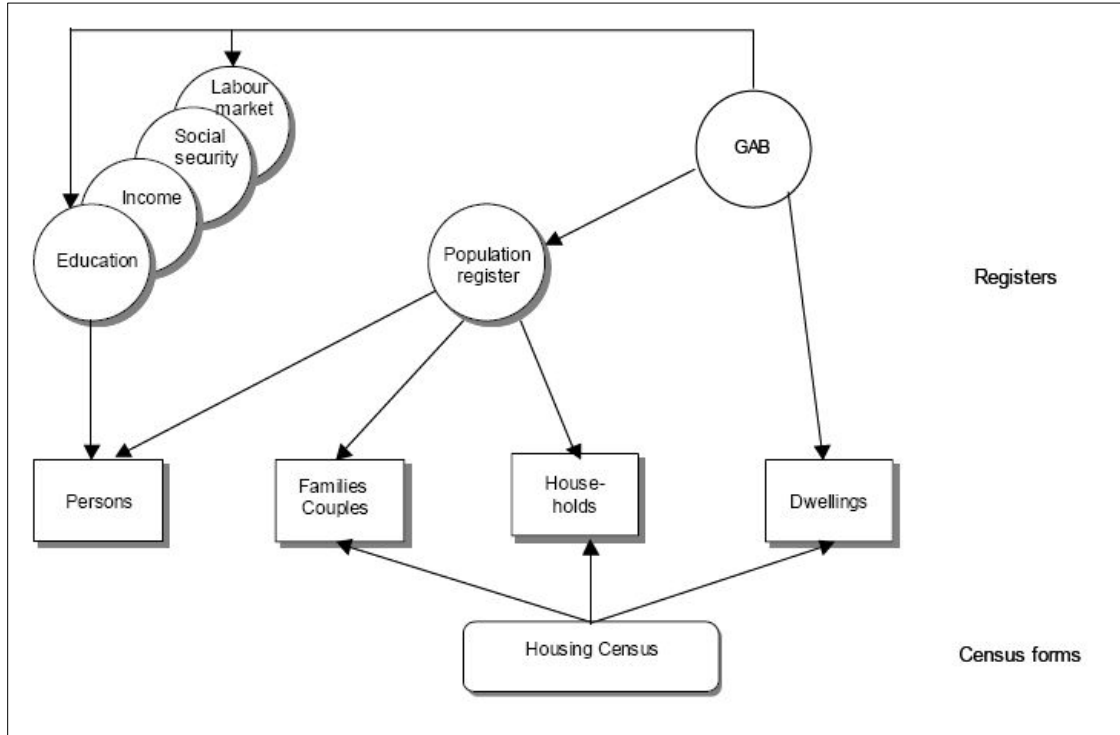 Labour
market
Social
security
Income
Education
GAB
Population
register
Registers
Persons
Families
Couples
House-
holds
Dwellings
Housing Census
Census forms